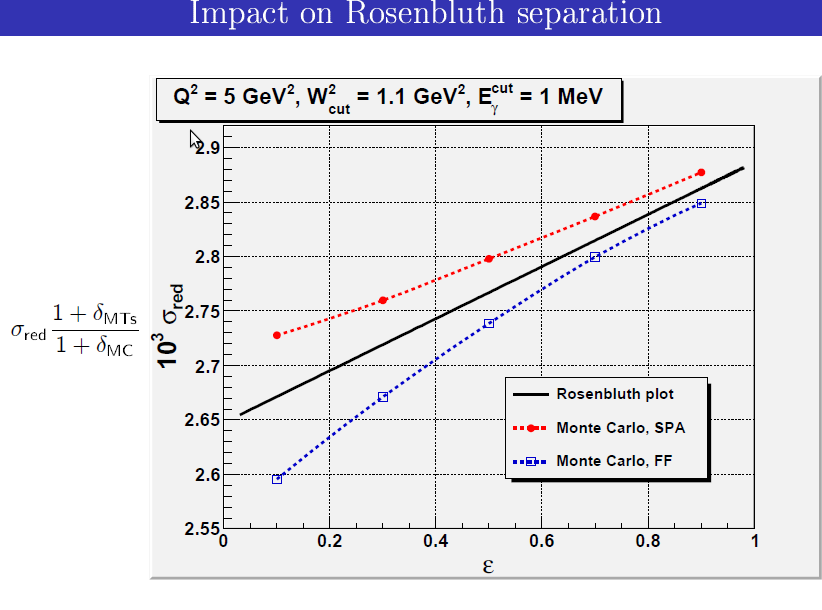 Impact on Rosenbluth separation
Q² = 5 GeV², W²cut = 1.1 GeV², Eγcut = 1 MeV
2.9
2.85
2.8
2.75
2.7
2.65
2.6
2.55
10³ σred
σred (1 + δMTs) / (1 + δMC)
Rosenbluth plot
Monte Carlo, SPA
Monte Carlo, FF
0 0.2 0.4 0.6 0.8 1
ε